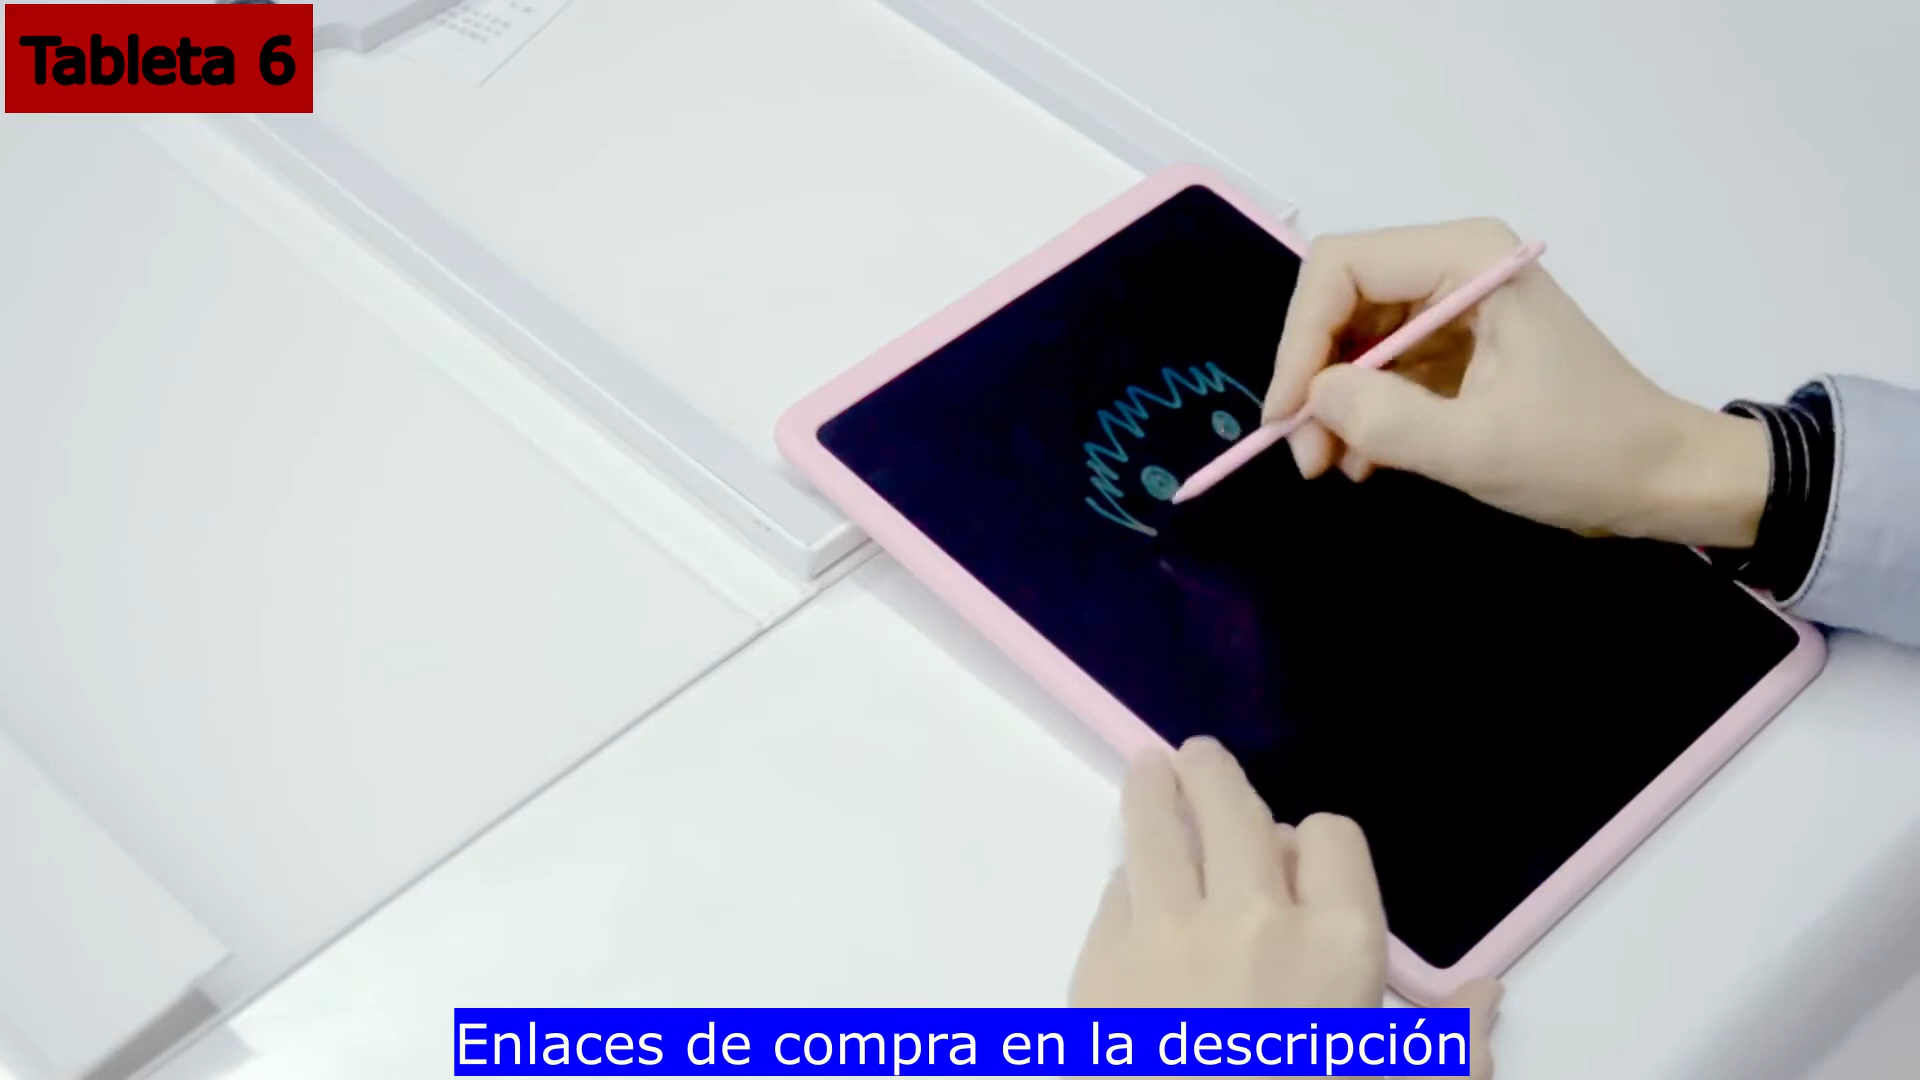 Tableta 6
Enlaces de compra en la descripción